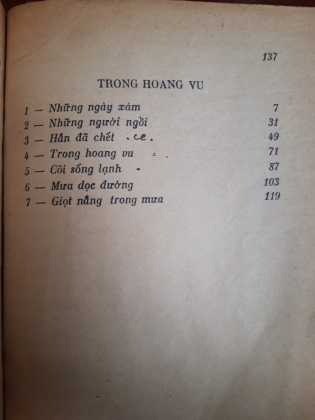 137
TRONG HOANG VU
1 — Những ngày xám 7
2 — Những người ngồi 31
3 — Hắn đã chết 49
4 — Trong hoang vu 71
5 — Cõi sống lạnh 87
6 — Mưa dọc đường 103
7 — Giọt nắng trong mưa 119